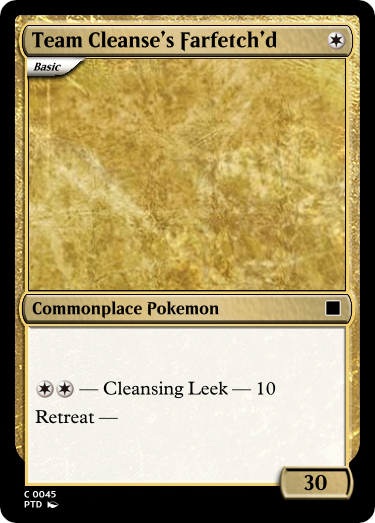 Team Cleanse's Farfetch'd
Basic
Commonplace Pokemon
— Cleansing Leek — 10
Retreat —
30
C 0045
PTD